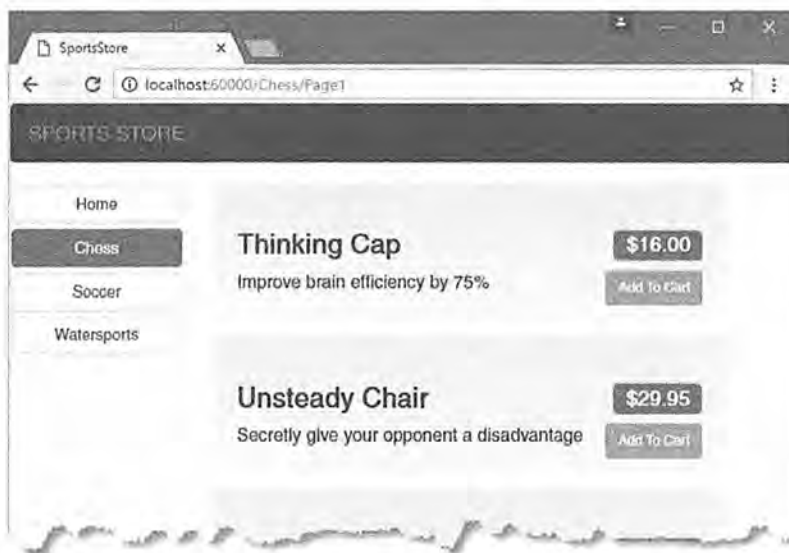 SportsStore
localhost:60000/Chess/Page1
SPORTS STORE
Home
Chess
Soccer
Watersports
Thinking Cap
$16.00
Improve brain efficiency by 75%
Add To Cart
Unsteady Chair
$29.95
Secretly give your opponent a disadvantage
Add To Cart